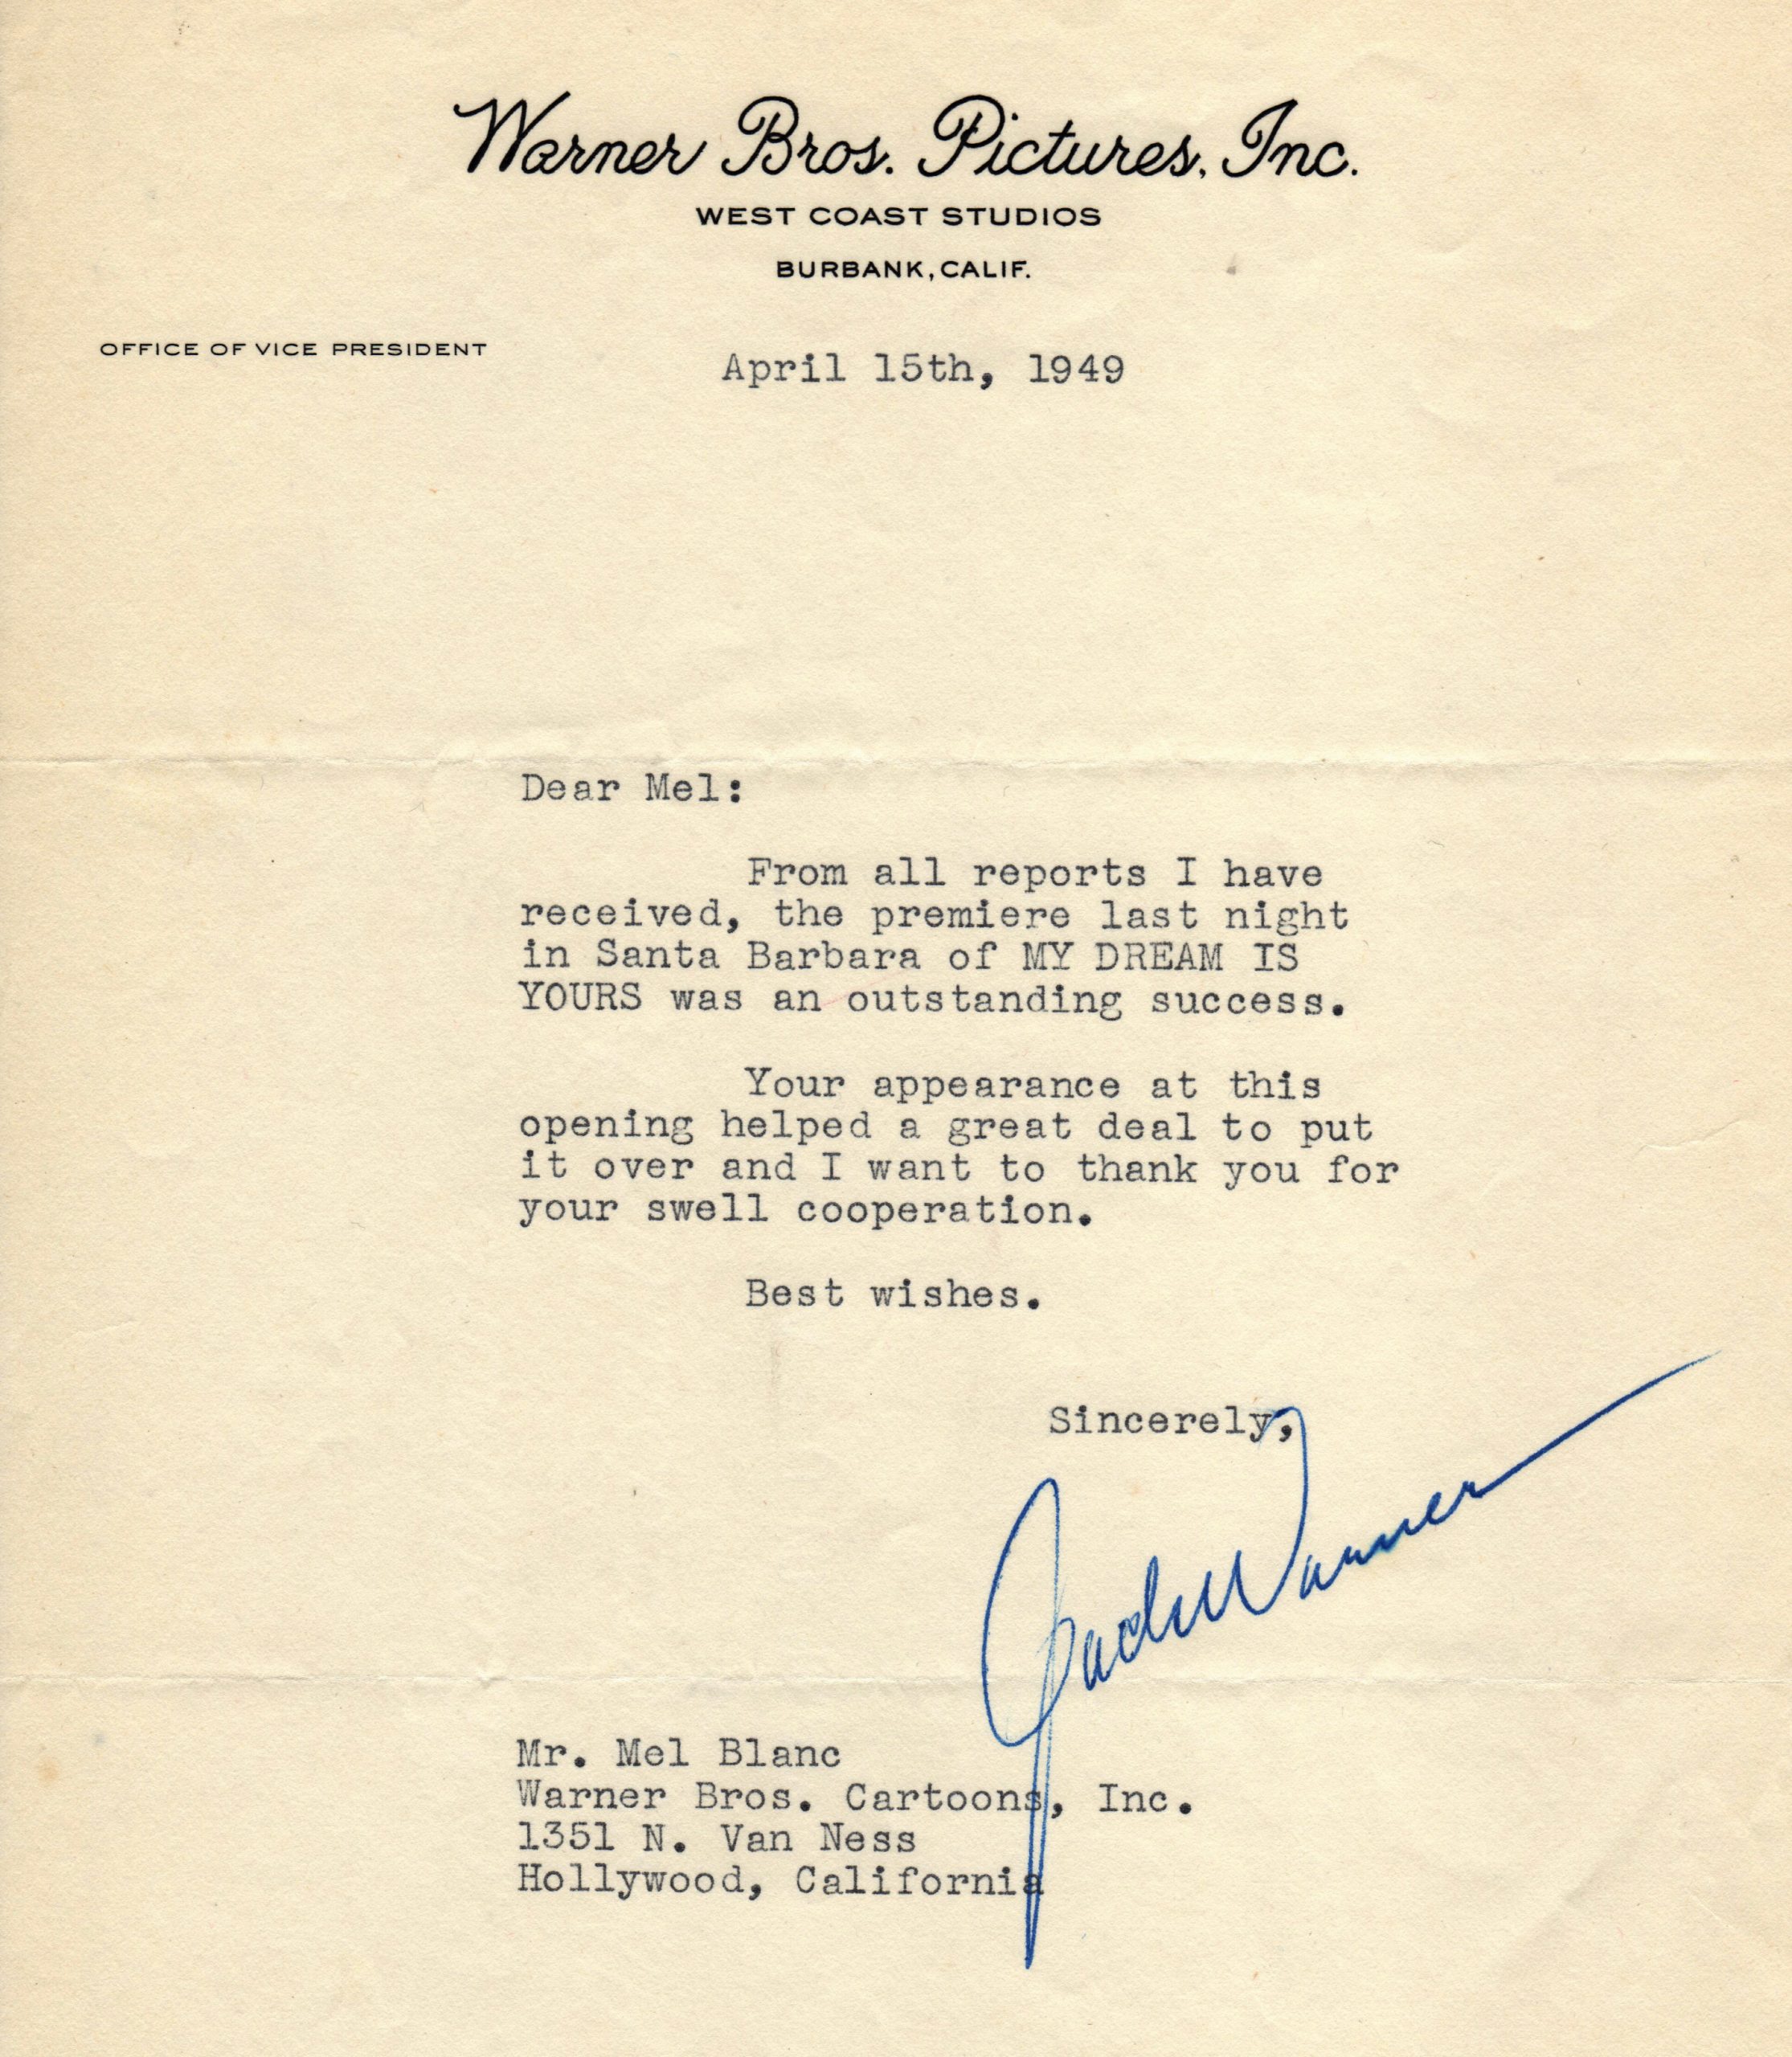 Warner Bros. Pictures, Inc.
WEST COAST STUDIOS
BURBANK, CALIF.
OFFICE OF VICE PRESIDENT
April 15th, 1949
Dear Mel:
From all reports I have
received, the premiere last night
in Santa Barbara of MY DREAM IS
YOURS was an outstanding success.
Your appearance at this
opening helped a great deal to put
it over and I want to thank you for
your swell cooperation.
Best wishes.
Sincerely,
Jack Warner
Mr. Mel Blanc
Warner Bros. Cartoons, Inc.
1351 N. Van Ness
Hollywood, California